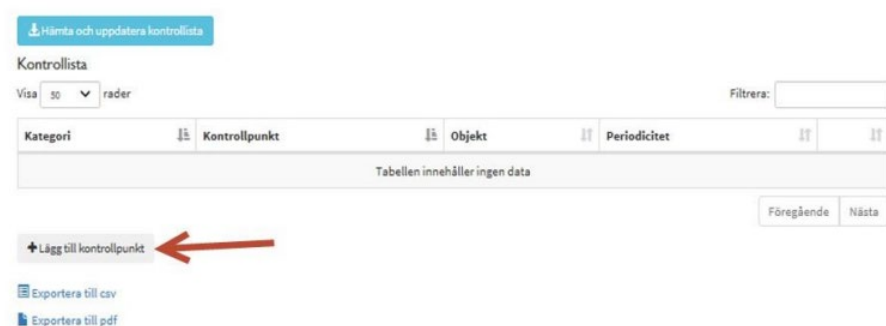 Hämta och uppdatera kontrollista
Kontrollista
Visa 50 rader
Filtrera:
Kategori Kontrollpunkt Objekt Periodicitet
Tabellen innehåller ingen data
Föregående Nästa
+Lägg till kontrollpunkt
Exportera till csv
Exportera till pdf